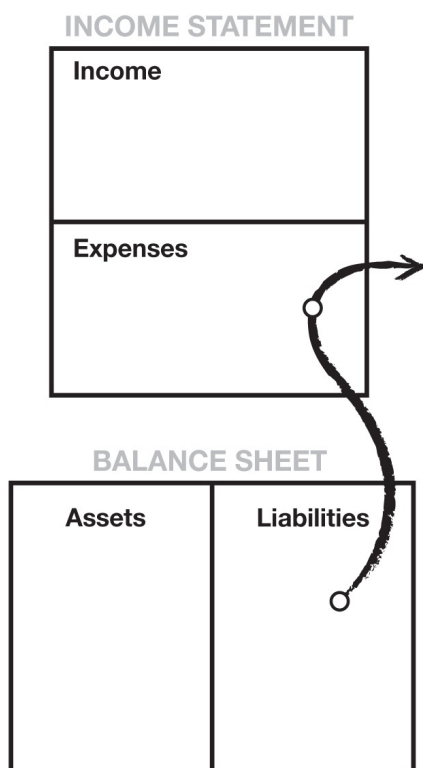 INCOME STATEMENT
Income
Expenses
BALANCE SHEET
Assets
Liabilities